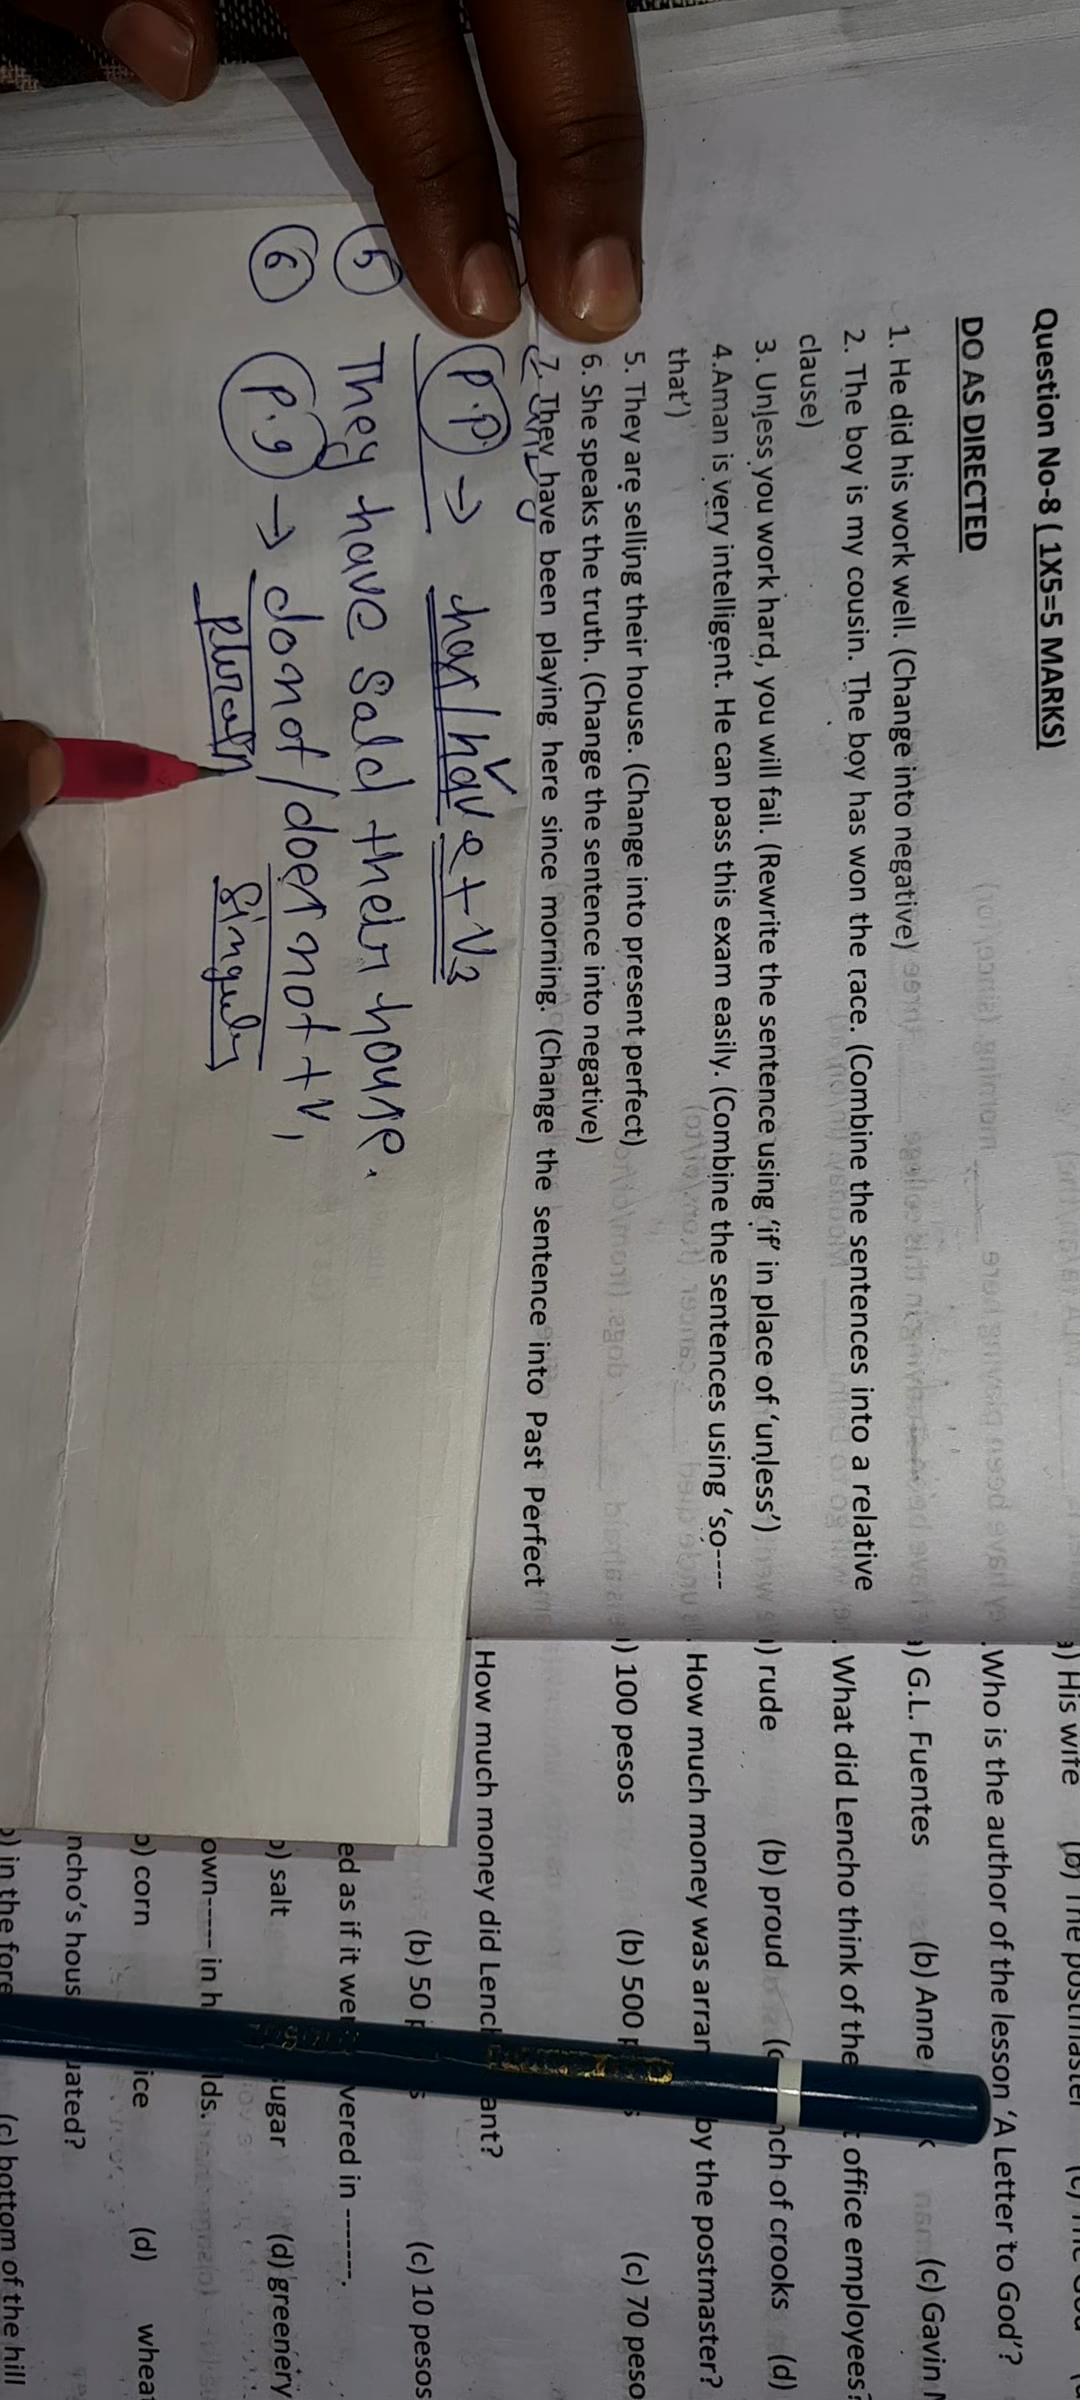 Question No-8 ( 1X5=5 MARKS)
DO AS DIRECTED
1. He did his work well. (Change into negative)
2. The boy is my cousin. The boy has won the race. (Combine the sentences into a relative
clause)
3. Unless you work hard, you will fail. (Rewrite the sentence using 'if' in place of 'unless')
4.Aman is very intelligent. He can pass this exam easily. (Combine the sentences using 'so----
that')
5. They are selling their house. (Change into present perfect)
6. She speaks the truth. (Change the sentence into negative)
7. They have been playing here since morning. (Change the sentence into Past Perfect
P.P. → has/have + V3
5 They have sald their house.
6 P.g → do not/does not + V1
plural
) His wife (b) The postmaster
.Who is the author of the lesson 'A Letter to God'?
) G.L. Fuentes (b) Anne (c) Gavin
. What did Lencho think of the office employees?
) rude (b) proud nch of crooks (d)
. How much money was arran by the postmaster?
) 100 pesos (b) 500 (c) 70 peso
How much money did Lench ant?
(b) 50 (c) 10 pesos
ed as if it we vered in -------.
) salt ugar (d) greenery
own----- in h lds.
) corn ice (d) wheat
ncho's hous uated?
) in the fore (c) bottom of the hill